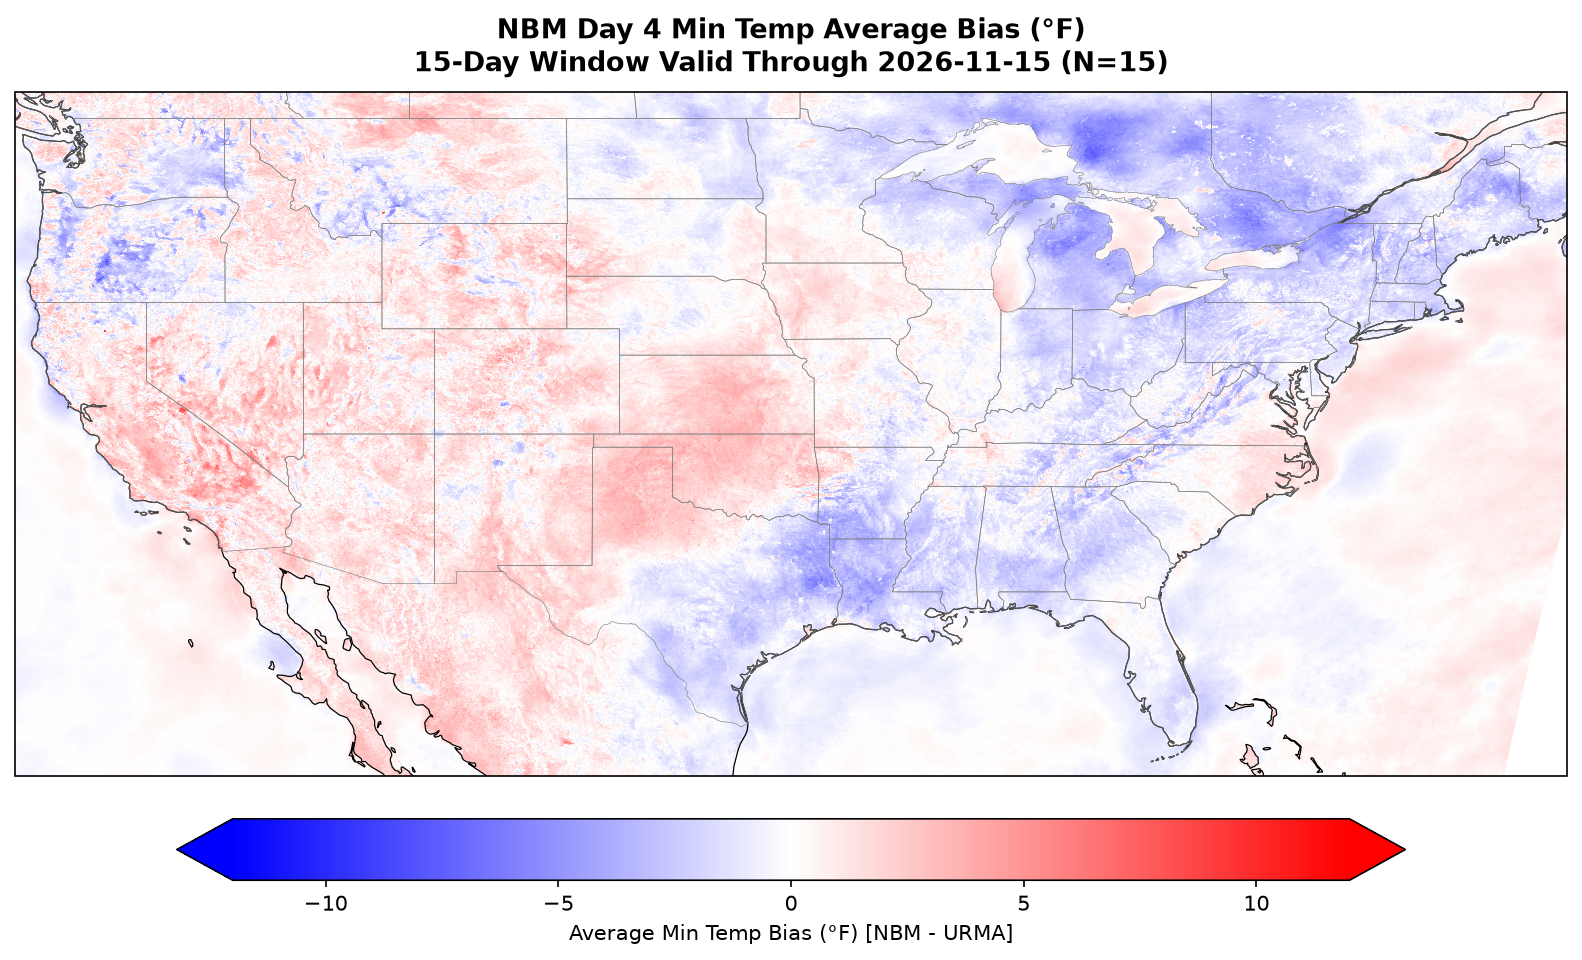 NBM Day 4 Min Temp Average Bias (°F)
15-Day Window Valid Through 2026-11-15 (N=15)
−10 −5 0 5 10
Average Min Temp Bias (°F) [NBM - URMA]